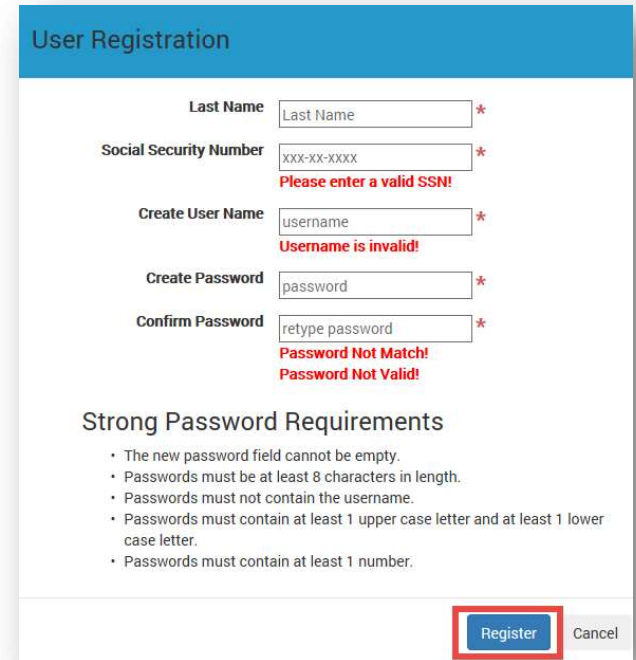 User Registration
Last Name
Last Name
*
Social Security Number
xxx-xx-xxxx
*
Please enter a valid SSN!
Create User Name
username
*
Username is invalid!
Create Password
password
*
Confirm Password
retype password
*
Password Not Match!
Password Not Valid!
Strong Password Requirements
• The new password field cannot be empty.
• Passwords must be at least 8 characters in length.
• Passwords must not contain the username.
• Passwords must contain at least 1 upper case letter and at least 1 lower
case letter.
• Passwords must contain at least 1 number.
Register
Cancel